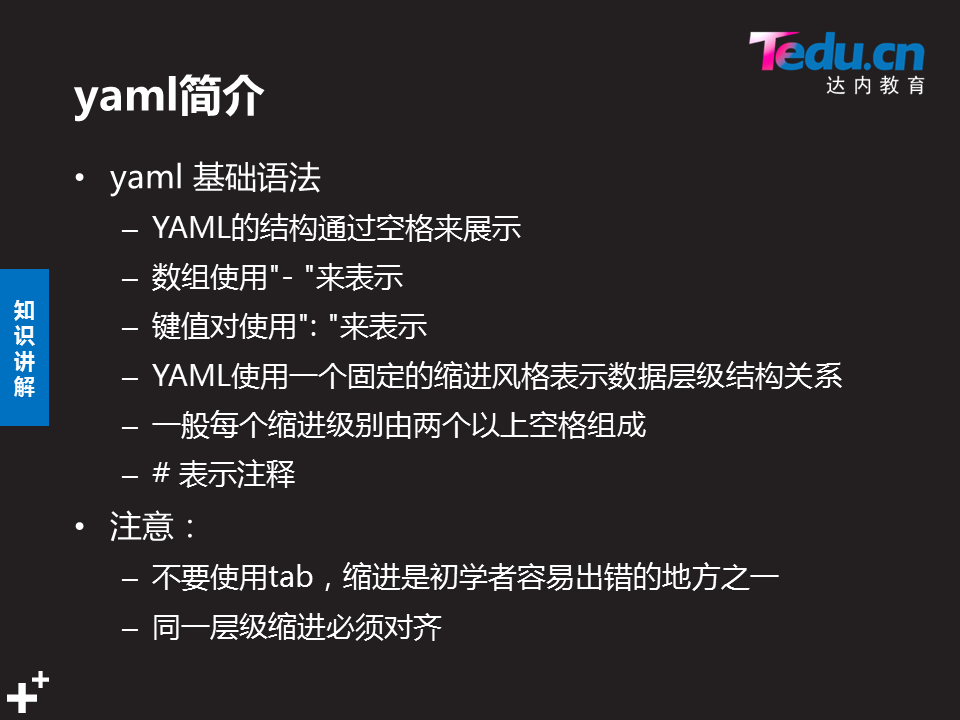 Tedu.cn
达内教育
yaml简介
• yaml 基础语法
– YAML的结构通过空格来展示
– 数组使用"- "来表示
– 键值对使用": "来表示
– YAML使用一个固定的缩进风格表示数据层级结构关系
– 一般每个缩进级别由两个以上空格组成
– # 表示注释
• 注意：
– 不要使用tab，缩进是初学者容易出错的地方之一
– 同一层级缩进必须对齐
知识讲解